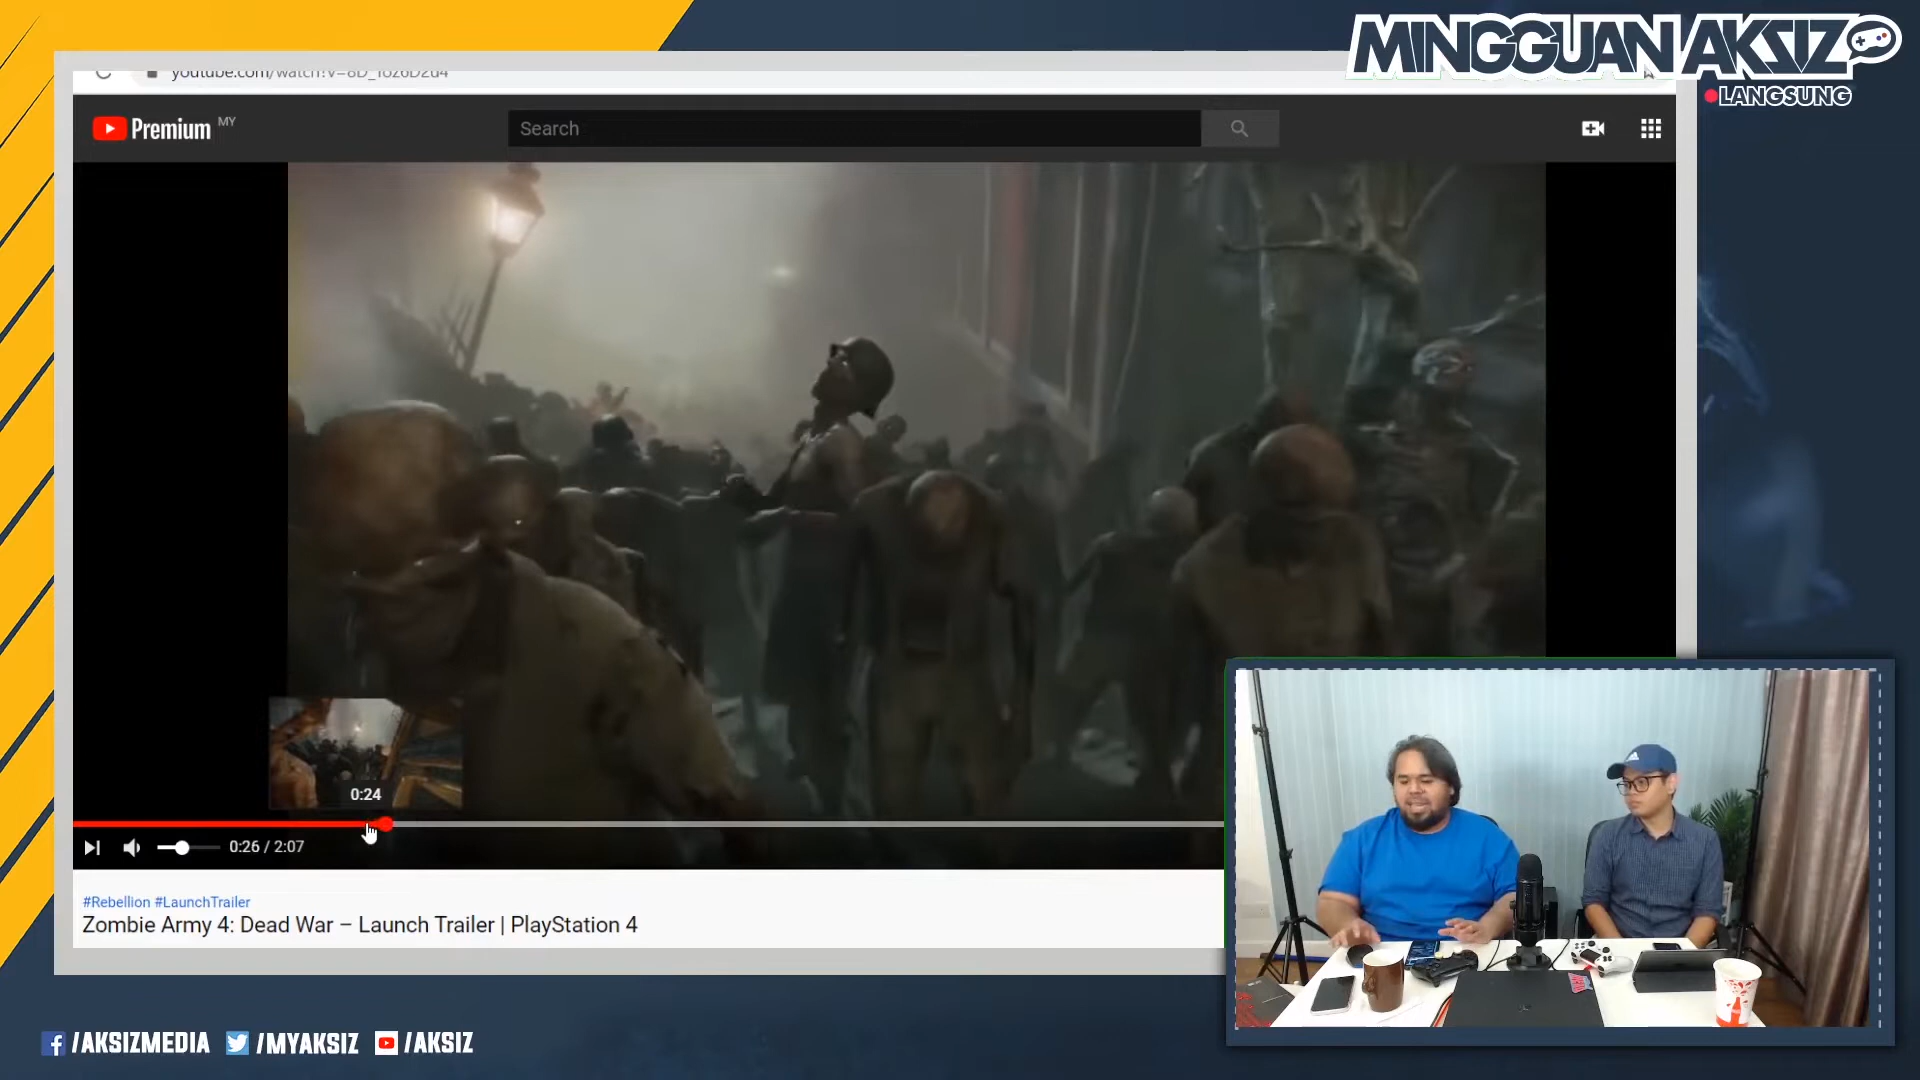 MINGGUAN AKSIZ
LANGSUNG
Premium MY
Search
0:24
0:26 / 2:07
#Rebellion #LaunchTrailer
Zombie Army 4: Dead War – Launch Trailer | PlayStation 4
/AKSIZMEDIA /MYAKSIZ /AKSIZ